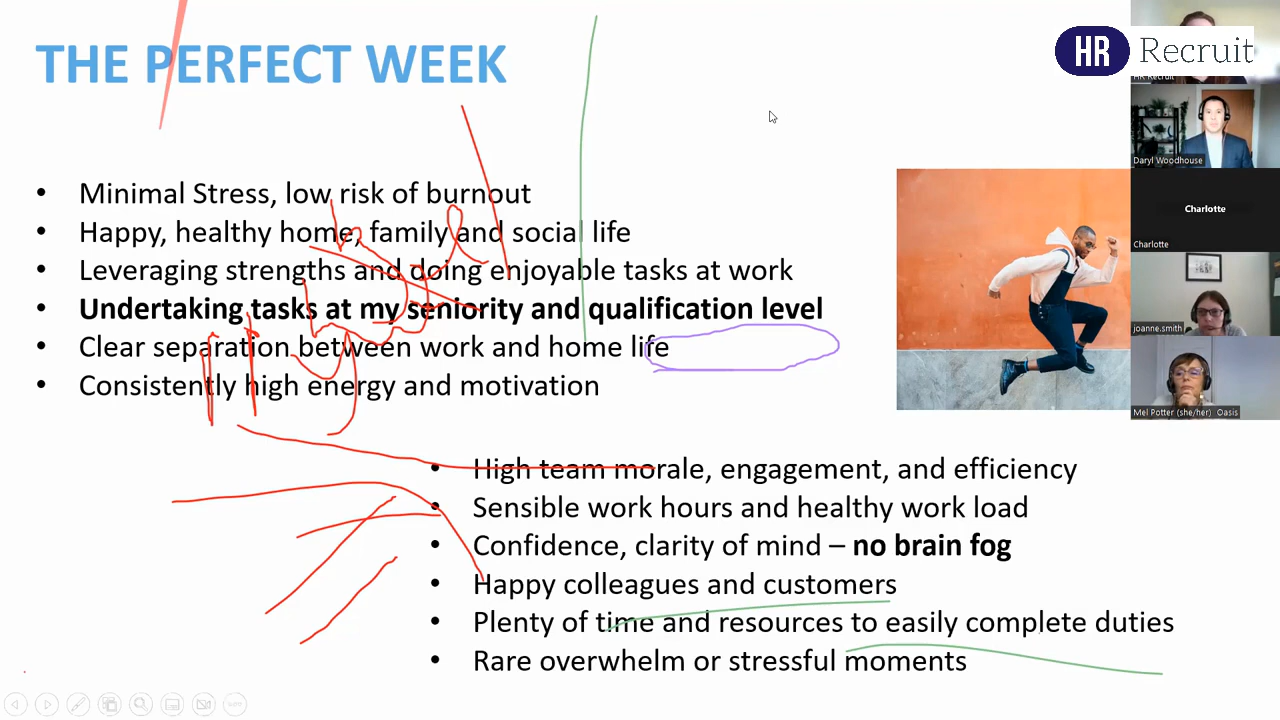 THE PERFECT WEEK
HR Recruit
HR Recruit
Daryl Woodhouse
Charlotte
Charlotte
joanne.smith
Mel Potter (she/her) Oasis
• Minimal Stress, low risk of burnout
• Happy, healthy home, family and social life
• Leveraging strengths and doing enjoyable tasks at work
• Undertaking tasks at my seniority and qualification level
• Clear separation between work and home life
• Consistently high energy and motivation
• High team morale, engagement, and efficiency
• Sensible work hours and healthy work load
• Confidence, clarity of mind – no brain fog
• Happy colleagues and customers
• Plenty of time and resources to easily complete duties
• Rare overwhelm or stressful moments